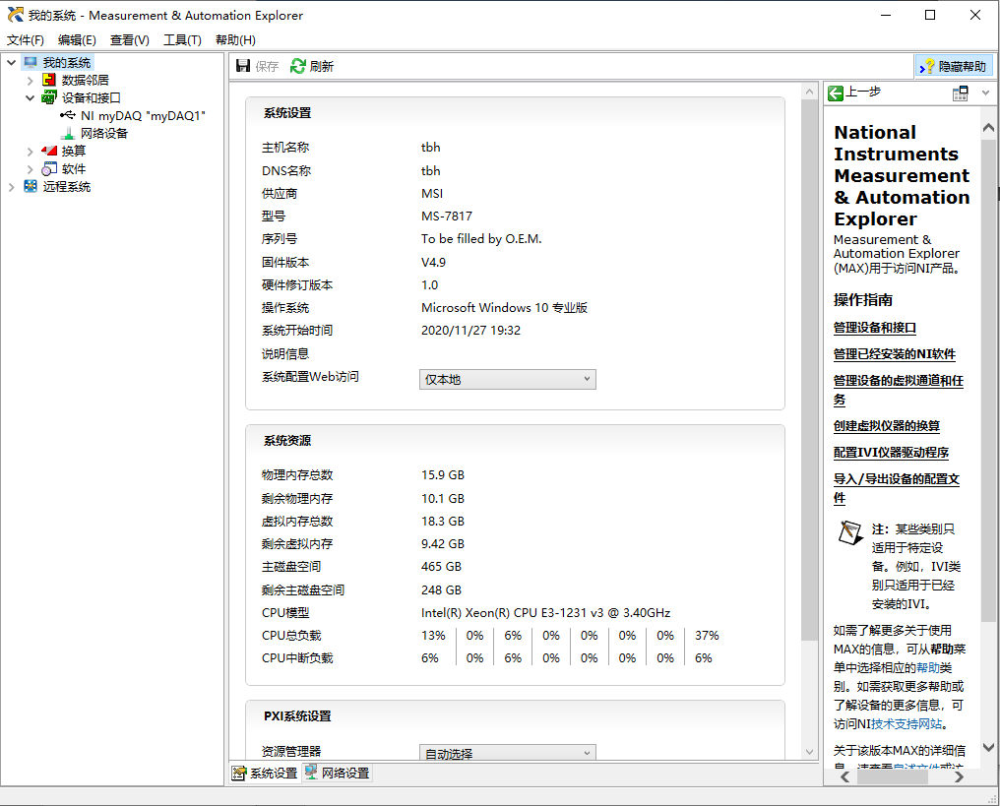 我的系统 - Measurement & Automation Explorer
文件(F) 编辑(E) 查看(V) 工具(T) 帮助(H)
我的系统
数据邻居
设备和接口
NI myDAQ "myDAQ1"
网络设备
换算
软件
远程系统
保存 刷新 隐藏帮助
系统设置
主机名称 tbh
DNS名称 tbh
供应商 MSI
型号 MS-7817
序列号 To be filled by O.E.M.
固件版本 V4.9
硬件修订版本 1.0
操作系统 Microsoft Windows 10 专业版
系统开始时间 2020/11/27 19:32
说明信息
系统配置Web访问 仅本地
系统资源
物理内存总数 15.9 GB
剩余物理内存 10.1 GB
虚拟内存总数 18.3 GB
剩余虚拟内存 9.42 GB
主磁盘空间 465 GB
剩余主磁盘空间 248 GB
CPU模型 Intel(R) Xeon(R) CPU E3-1231 v3 @ 3.40GHz
CPU总负载 13% 0% 6% 0% 0% 0% 0% 37%
CPU中断负载 6% 0% 6% 0% 0% 0% 0% 6%
PXI系统设置
资源管理器 自动选择
系统设置 网络设置
上一步
National
Instruments
Measurement
& Automation
Explorer
Measurement &
Automation Explorer
(MAX)用于访问NI产品。
操作指南
管理设备和接口
管理已经安装的NI软件
管理设备的虚拟通道和任
务
创建虚拟仪器的换算
配置IVI仪器驱动程序
导入/导出设备的配置文
件
注：某些类别只
适用于特定设
备。例如，IVI类
别只适用于已经
安装的IVI。
如需了解更多关于使用
MAX的信息，可从帮助菜
单中选择相应的帮助类
别。如需获取更多帮助或
了解设备的更多信息，可
访问NI技术支持网站。
关于该版本MAX的详细信
息，请查看自述文件或访